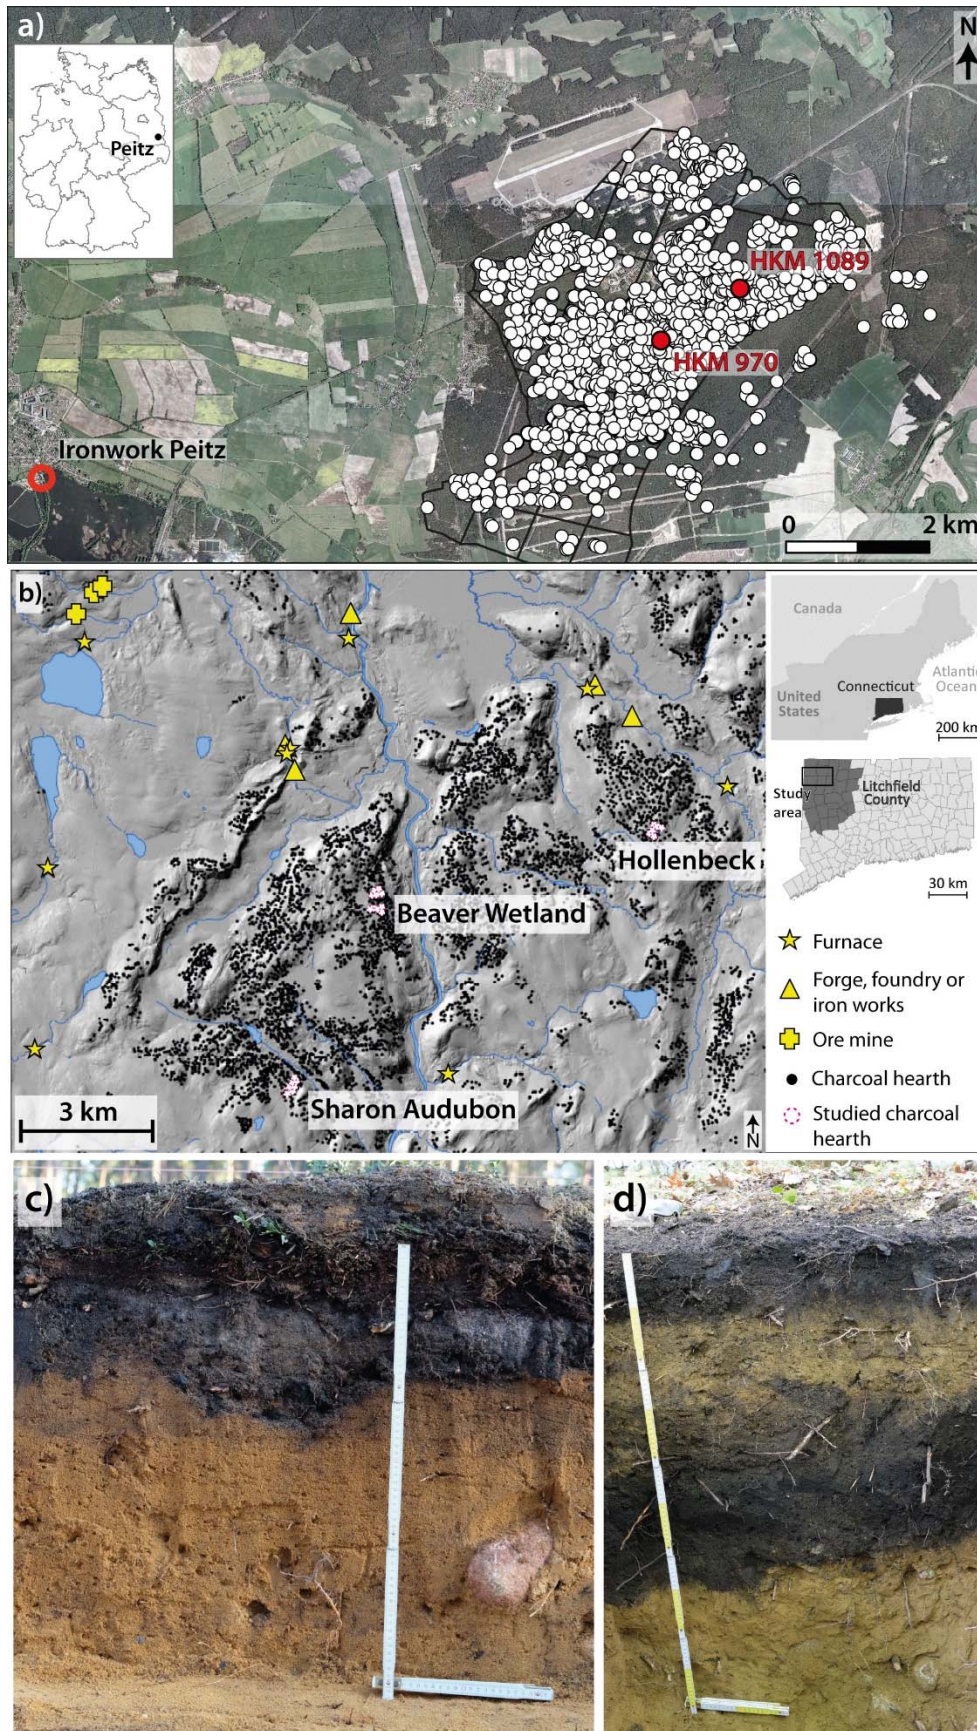 a)
N
Peitz
HKM 1089
HKM 970
Ironwork Peitz
0
2 km
b)
Canada
Atlantic
Ocean
Connecticut
United
States
200 km
Study
area
Litchfield
County
Hollenbeck
30 km
Beaver Wetland
Furnace
Forge, foundry or
iron works
Ore mine
Charcoal hearth
Sharon Audubon
Studied charcoal
hearth
3 km
N
c)
d)